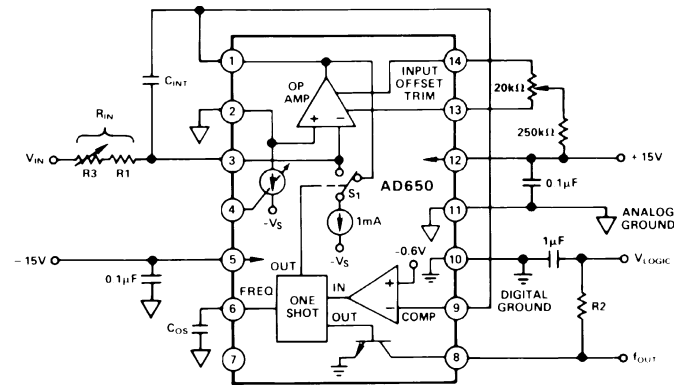 1
OP
AMP
INPUT
OFFSET
TRIM
14
20kΩ
CINT
2
+
−
13
RIN
250kΩ
VIN
R3
R1
3
S1
AD650
12
+15V
4
−VS
1mA
0 1μF
11
ANALOG
GROUND
−VS
−15V
5
OUT
−0.6V
10
1μF
VLOGIC
0 1μF
FREQ
ONE
SHOT
IN
OUT
+
−
COMP
DIGITAL
GROUND
9
R2
6
COS
7
8
fOUT